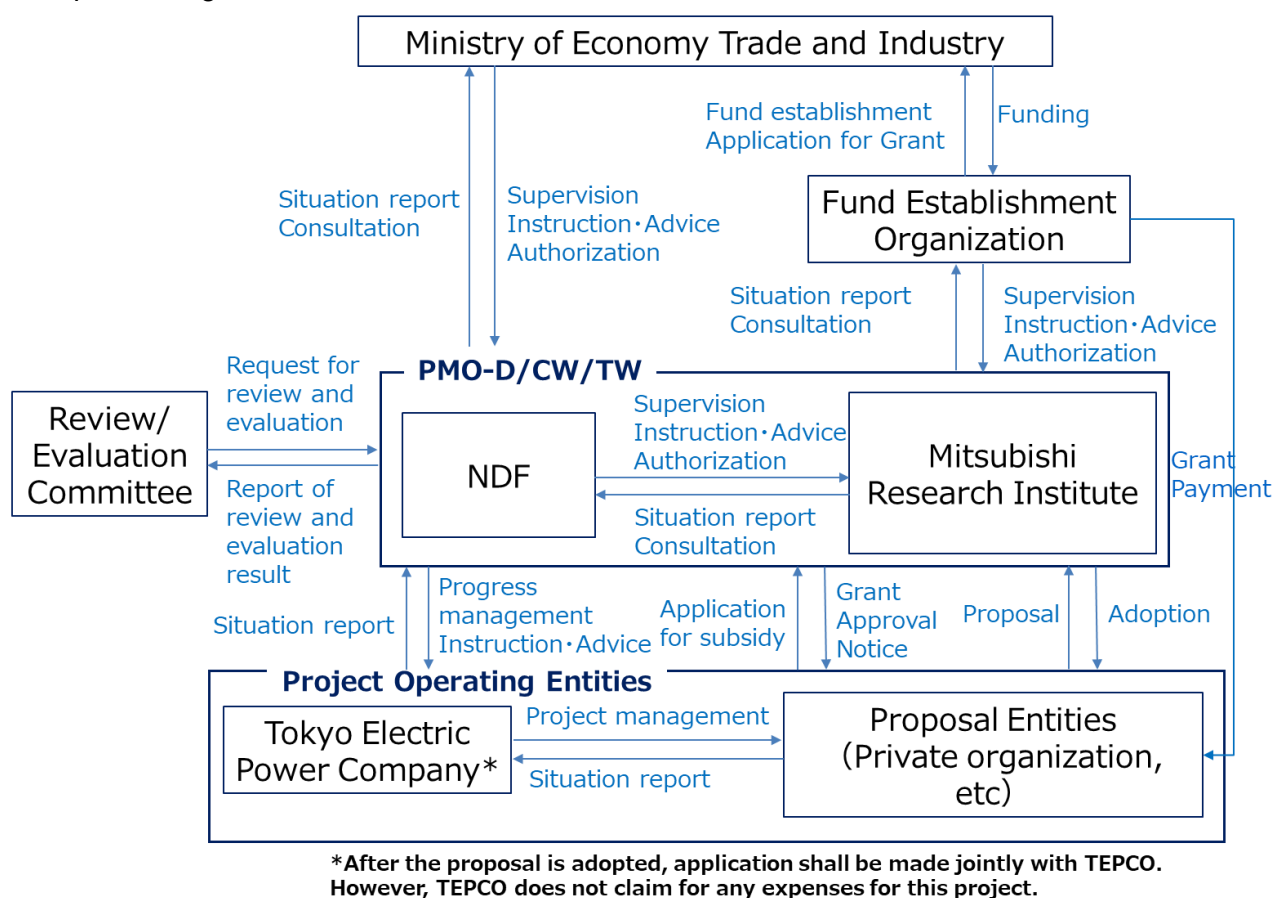 Ministry of Economy Trade and Industry
Fund establishment
Application for Grant
Funding
Situation report
Consultation
Supervision
Instruction・Advice
Authorization
Fund Establishment
Organization
Situation report
Consultation
Supervision
Instruction・Advice
Authorization
Request for
review and
evaluation
PMO-D/CW/TW
Review/
Evaluation
Committee
NDF
Supervision
Instruction・Advice
Authorization
Mitsubishi
Research Institute
Grant
Payment
Report of
review and
evaluation
result
Situation report
Consultation
Situation report
Progress
management
Instruction・Advice
Application
for subsidy
Grant
Approval
Notice
Proposal
Adoption
Project Operating Entities
Tokyo Electric
Power Company*
Project management
Situation report
Proposal Entities
（Private organization,
etc）
*After the proposal is adopted, application shall be made jointly with TEPCO.
However, TEPCO does not claim for any expenses for this project.